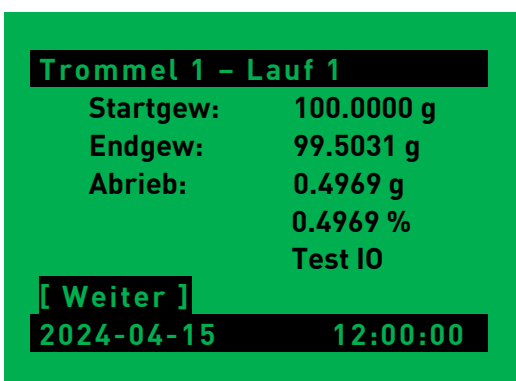 Trommel 1 – Lauf 1
Startgew: 100.0000 g
Endgew: 99.5031 g
Abrieb: 0.4969 g
0.4969 %
Test IO
[ Weiter ]
2024-04-15 12:00:00